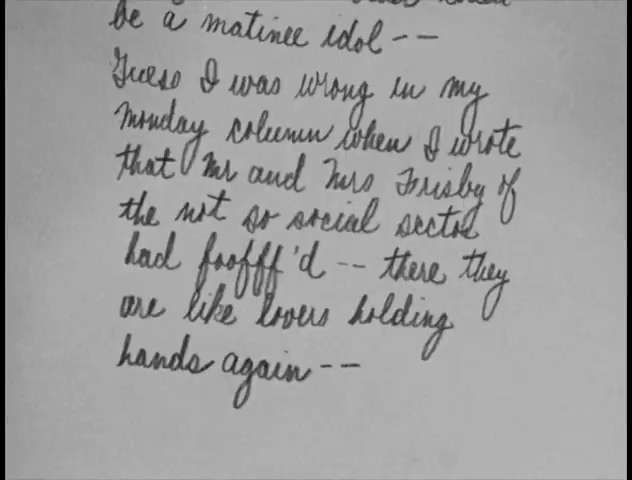 be a matinee idol --
Guess I was wrong in my
Monday column when I wrote
that Mr and Mrs Frisby of
the not so social sector
had foofff'd -- there they
are like lovers holding
hands again --